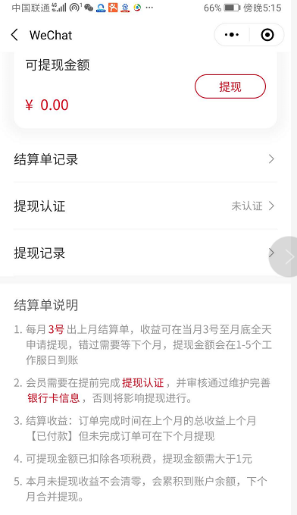 中国联通
66% 傍晚5:15
WeChat
可提现金额
提现
¥ 0.00
结算单记录
提现认证 未认证
提现记录
结算单说明
1. 每月3号出上月结算单，收益可在当月3号至月底全天
申请提现，错过需要等下个月，提现金额会在1-5个工
作服日到账
2. 会员需要在提前完成提现认证，并审核通过维护完善
银行卡信息，否则将影响提现进行。
3. 结算收益：订单完成时间在上个月的总收益上个月
【已付款】但未完成订单可在下个月提现
4. 可提现金额已扣除各项税费，提现金额需大于1元
5. 本月未提现收益不会清零，会累积到账户余额，下个
月合并提现。